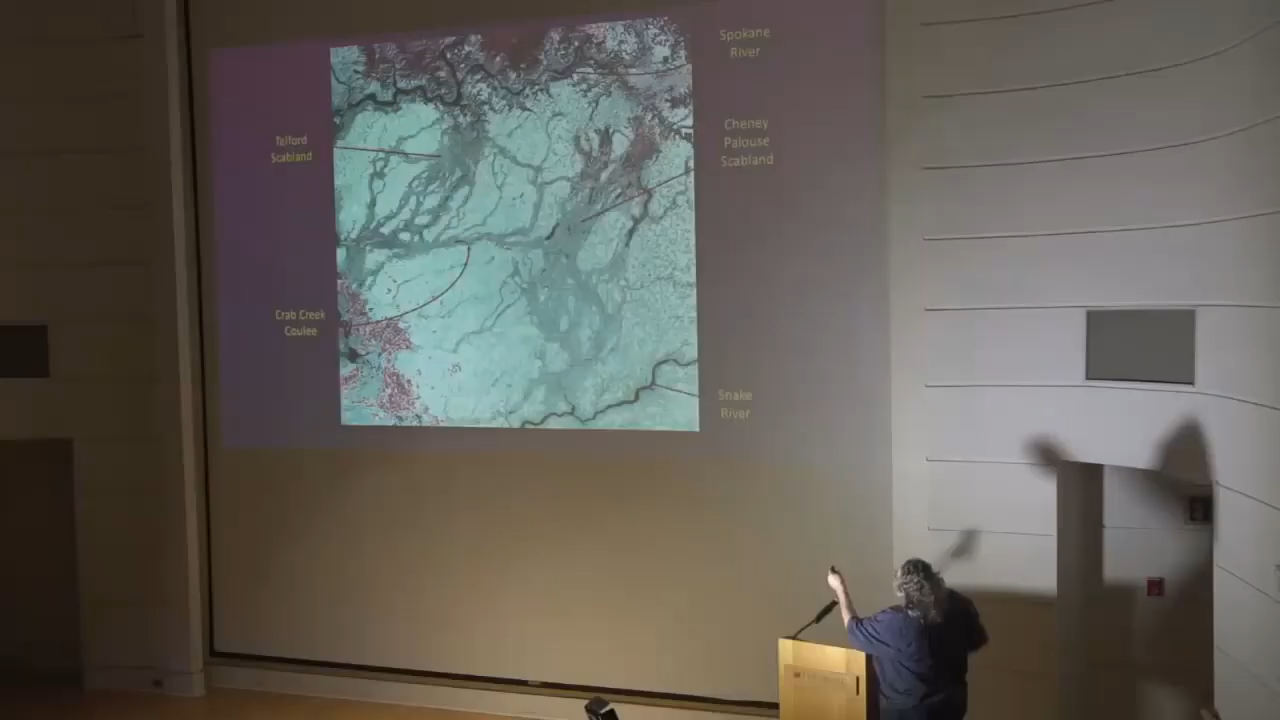 Spokane
River
Telford
Scabland
Cheney
Palouse
Scabland
Crab Creek
Coulee
Snake
River